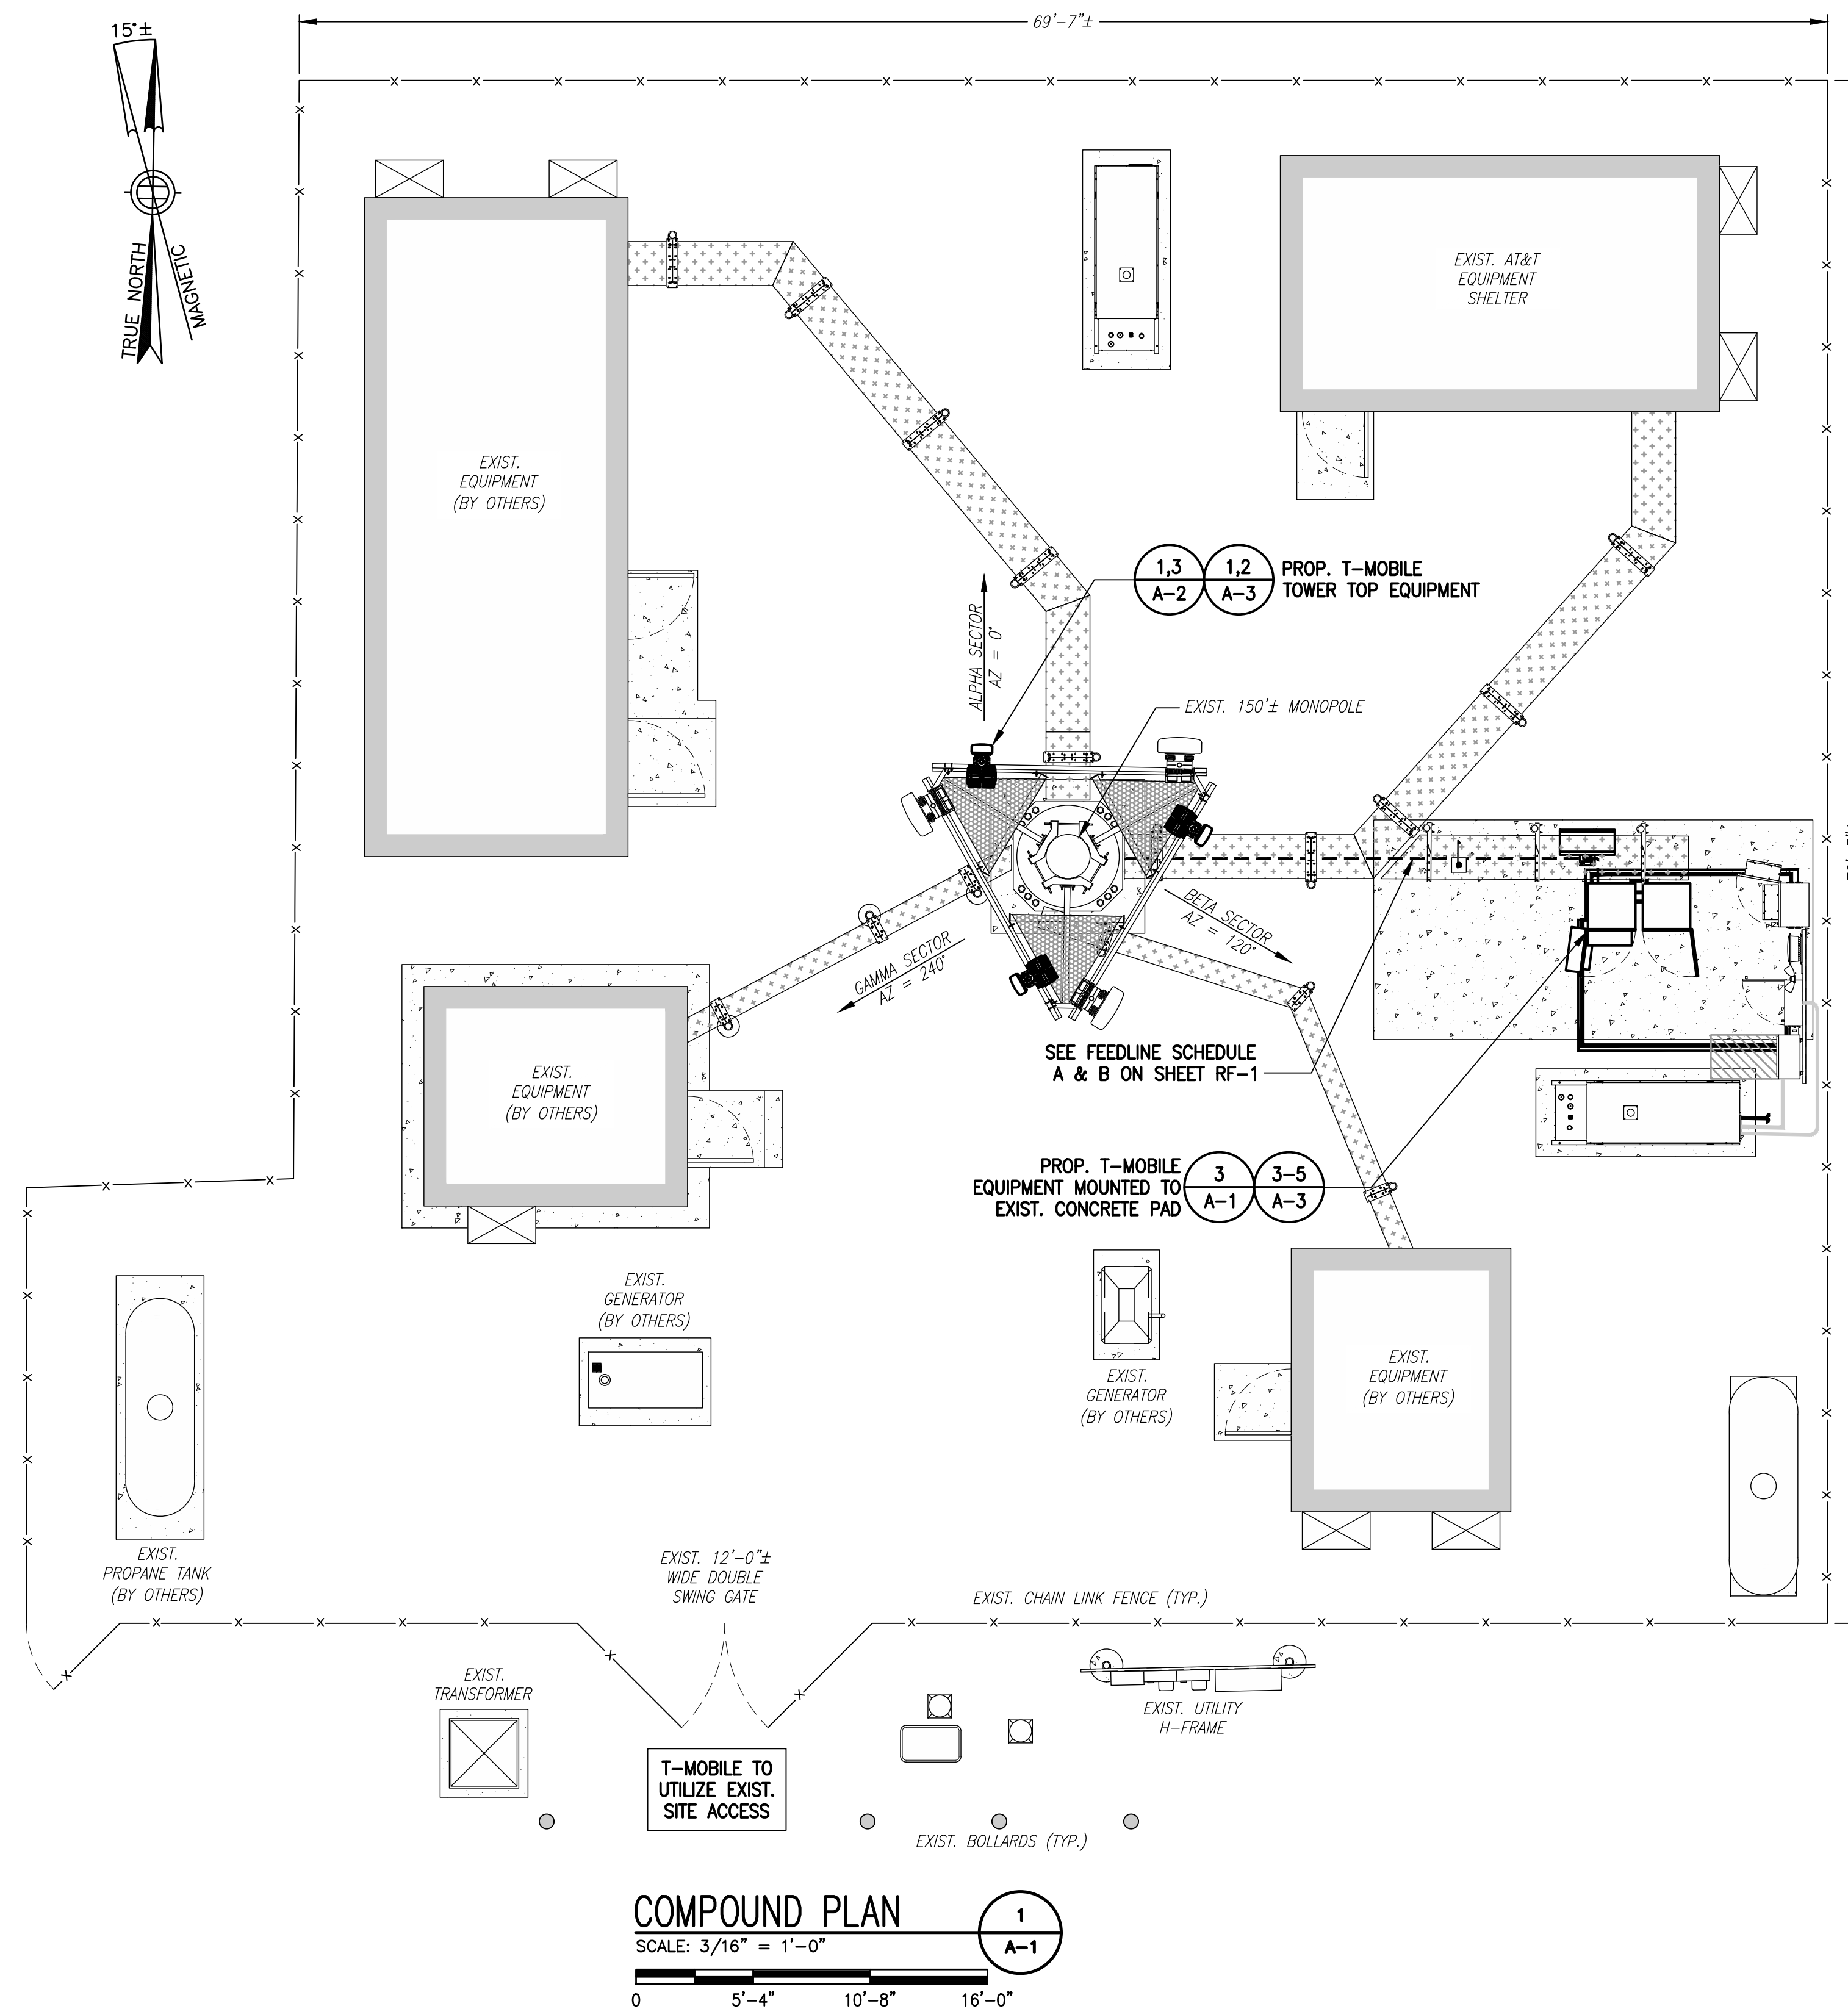 69'-7"±
15°±
TRUE NORTH
MAGNETIC
EXIST. AT&T
EQUIPMENT
SHELTER
EXIST.
EQUIPMENT
(BY OTHERS)
1,3
A-2
1,2
A-3
PROP. T-MOBILE
TOWER TOP EQUIPMENT
ALPHA SECTOR
AZ = 0°
EXIST. 150'± MONOPOLE
BETA SECTOR
AZ = 120°
GAMMA SECTOR
AZ = 240°
SEE FEEDLINE SCHEDULE
A & B ON SHEET RF-1
EXIST.
EQUIPMENT
(BY OTHERS)
PROP. T-MOBILE
EQUIPMENT MOUNTED TO
EXIST. CONCRETE PAD
3
A-1
3-5
A-3
EXIST.
GENERATOR
(BY OTHERS)
EXIST.
GENERATOR
(BY OTHERS)
EXIST.
EQUIPMENT
(BY OTHERS)
EXIST.
PROPANE TANK
(BY OTHERS)
EXIST. 12'-0"±
WIDE DOUBLE
SWING GATE
EXIST. CHAIN LINK FENCE (TYP.)
EXIST.
TRANSFORMER
EXIST. UTILITY
H-FRAME
T-MOBILE TO
UTILIZE EXIST.
SITE ACCESS
EXIST. BOLLARDS (TYP.)
COMPOUND PLAN
1
A-1
SCALE: 3/16" = 1'-0"
0 5'-4" 10'-8" 16'-0"